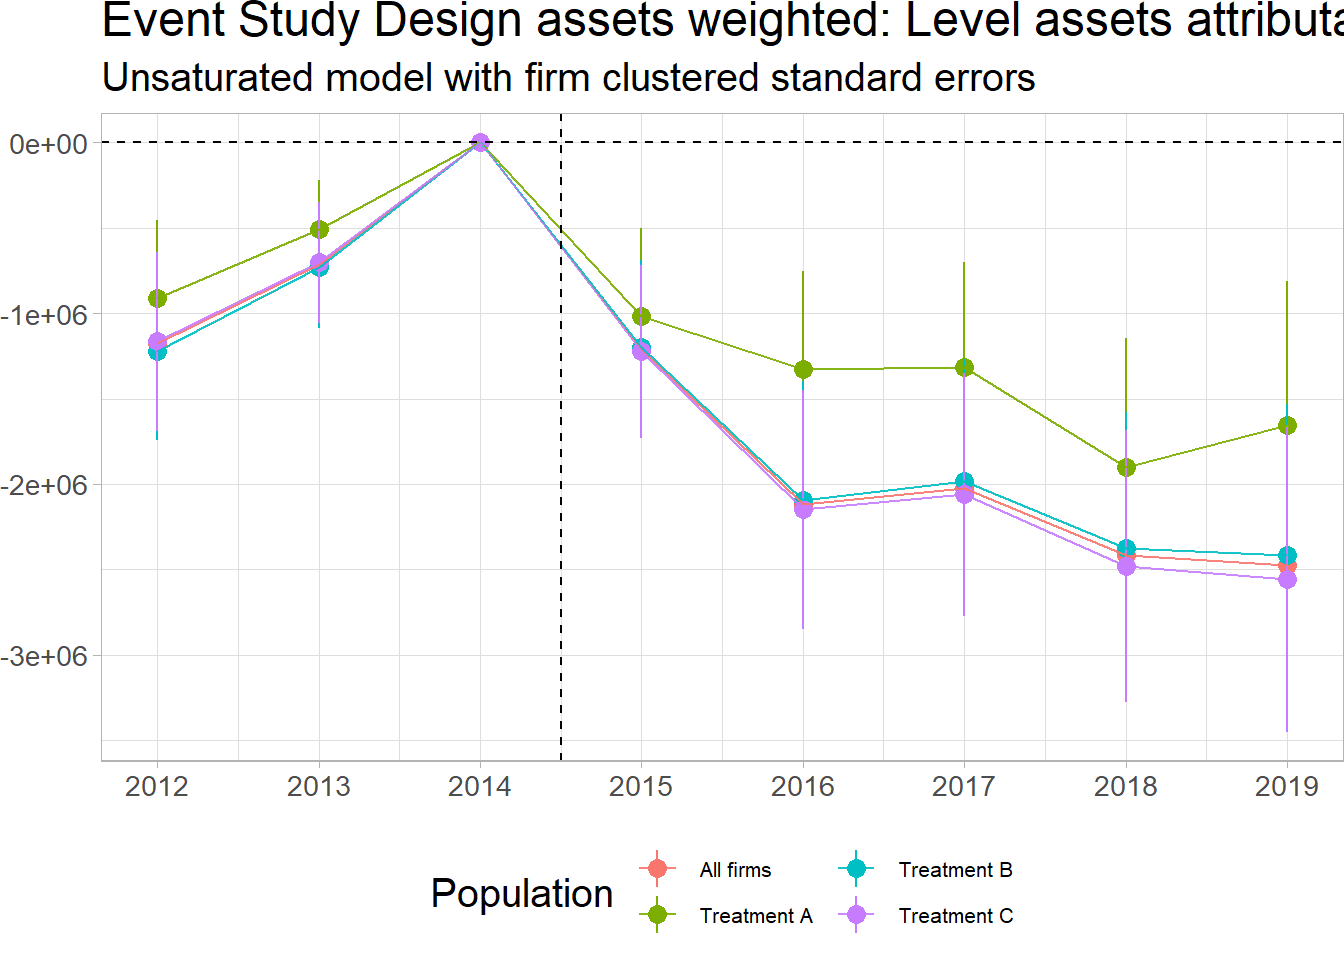 Event Study Design assets weighted: Level assets
Unsaturated model with firm clustered standard errors
0e+00
-1e+06
-2e+06
-3e+06
2012 2013 2014 2015 2016 2017 2018 2019
Population
All firms
Treatment A
Treatment B
Treatment C